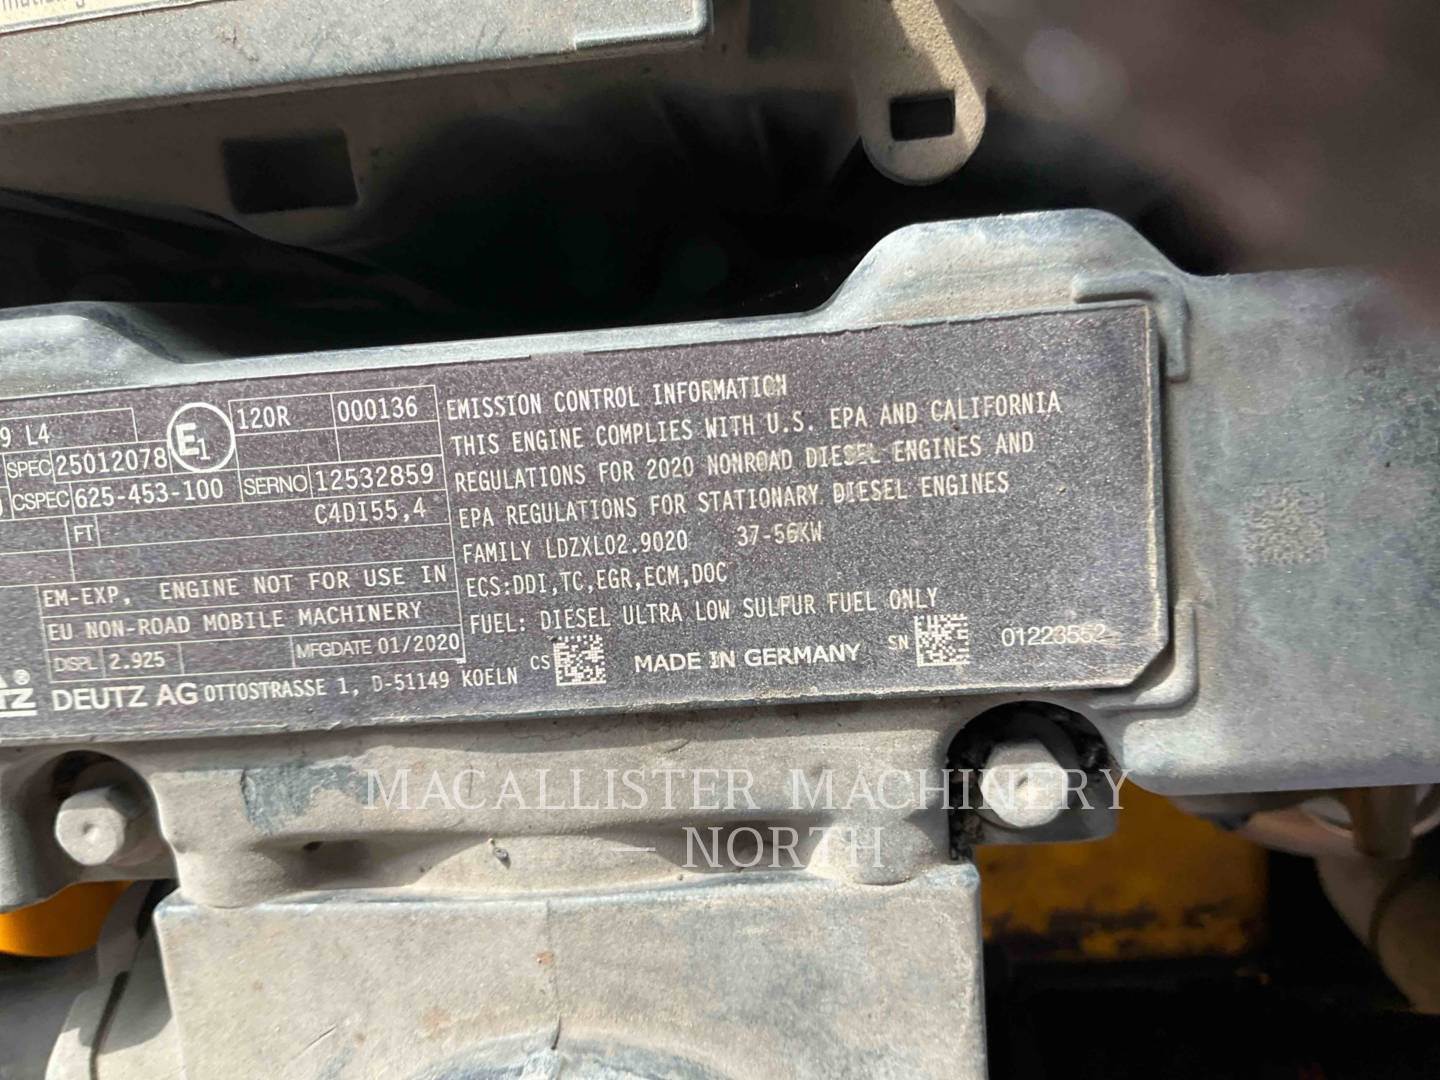 9 L4
E1 120R 000136
SPEC 25012078
CSPEC 625-453-100 SERNO 12532859
FT C4DI55,4
EM-EXP. ENGINE NOT FOR USE IN
EU NON-ROAD MOBILE MACHINERY
DISPL 2.925 MFGDATE 01/2020
DEUTZ AG OTTOSTRASSE 1, D-51149 KOELN
EMISSION CONTROL INFORMATION
THIS ENGINE COMPLIES WITH U.S. EPA AND CALIFORNIA
REGULATIONS FOR 2020 NONROAD DIESEL ENGINES AND
EPA REGULATIONS FOR STATIONARY DIESEL ENGINES
FAMILY LDZXL02.9020 37-56KW
ECS:DDI,TC,EGR,ECM,DOC
FUEL: DIESEL ULTRA LOW SULFUR FUEL ONLY
CS MADE IN GERMANY SN 01223552
MACALLISTER MACHINERY
— NORTH